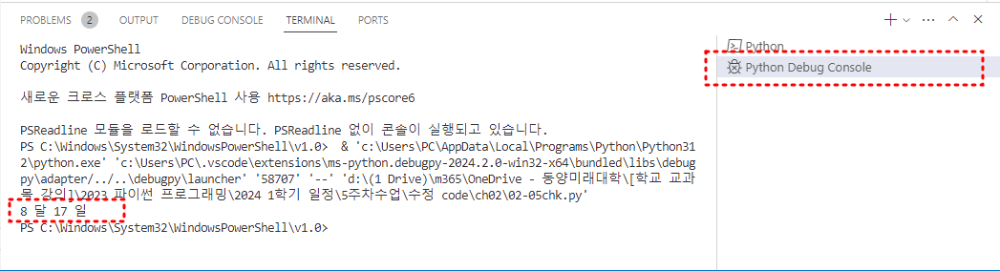 PROBLEMS 2 OUTPUT DEBUG CONSOLE TERMINAL PORTS
Windows PowerShell
Copyright (C) Microsoft Corporation. All rights reserved.
새로운 크로스 플랫폼 PowerShell 사용 https://aka.ms/pscore6
PSReadline 모듈을 로드할 수 없습니다. PSReadline 없이 콘솔이 실행되고 있습니다.
PS C:\Windows\System32\WindowsPowerShell\v1.0>  & 'c:\Users\PC\AppData\Local\Programs\Python\Python31
2\python.exe' 'c:\Users\PC\.vscode\extensions\ms-python.debugpy-2024.2.0-win32-x64\bundled\libs\debug
py\adapter/../..\debugpy\launcher' '58707' '--' 'd:\(1 Drive)\m365\OneDrive - 동양미래대학\[학교 교과
목 강의]\2023 파이썬 프로그래밍\2024 1학기 일정\5주차수업\수정 code\ch02\02-05chk.py'
8 달 17 일
PS C:\Windows\System32\WindowsPowerShell\v1.0>
Python
Python Debug Console